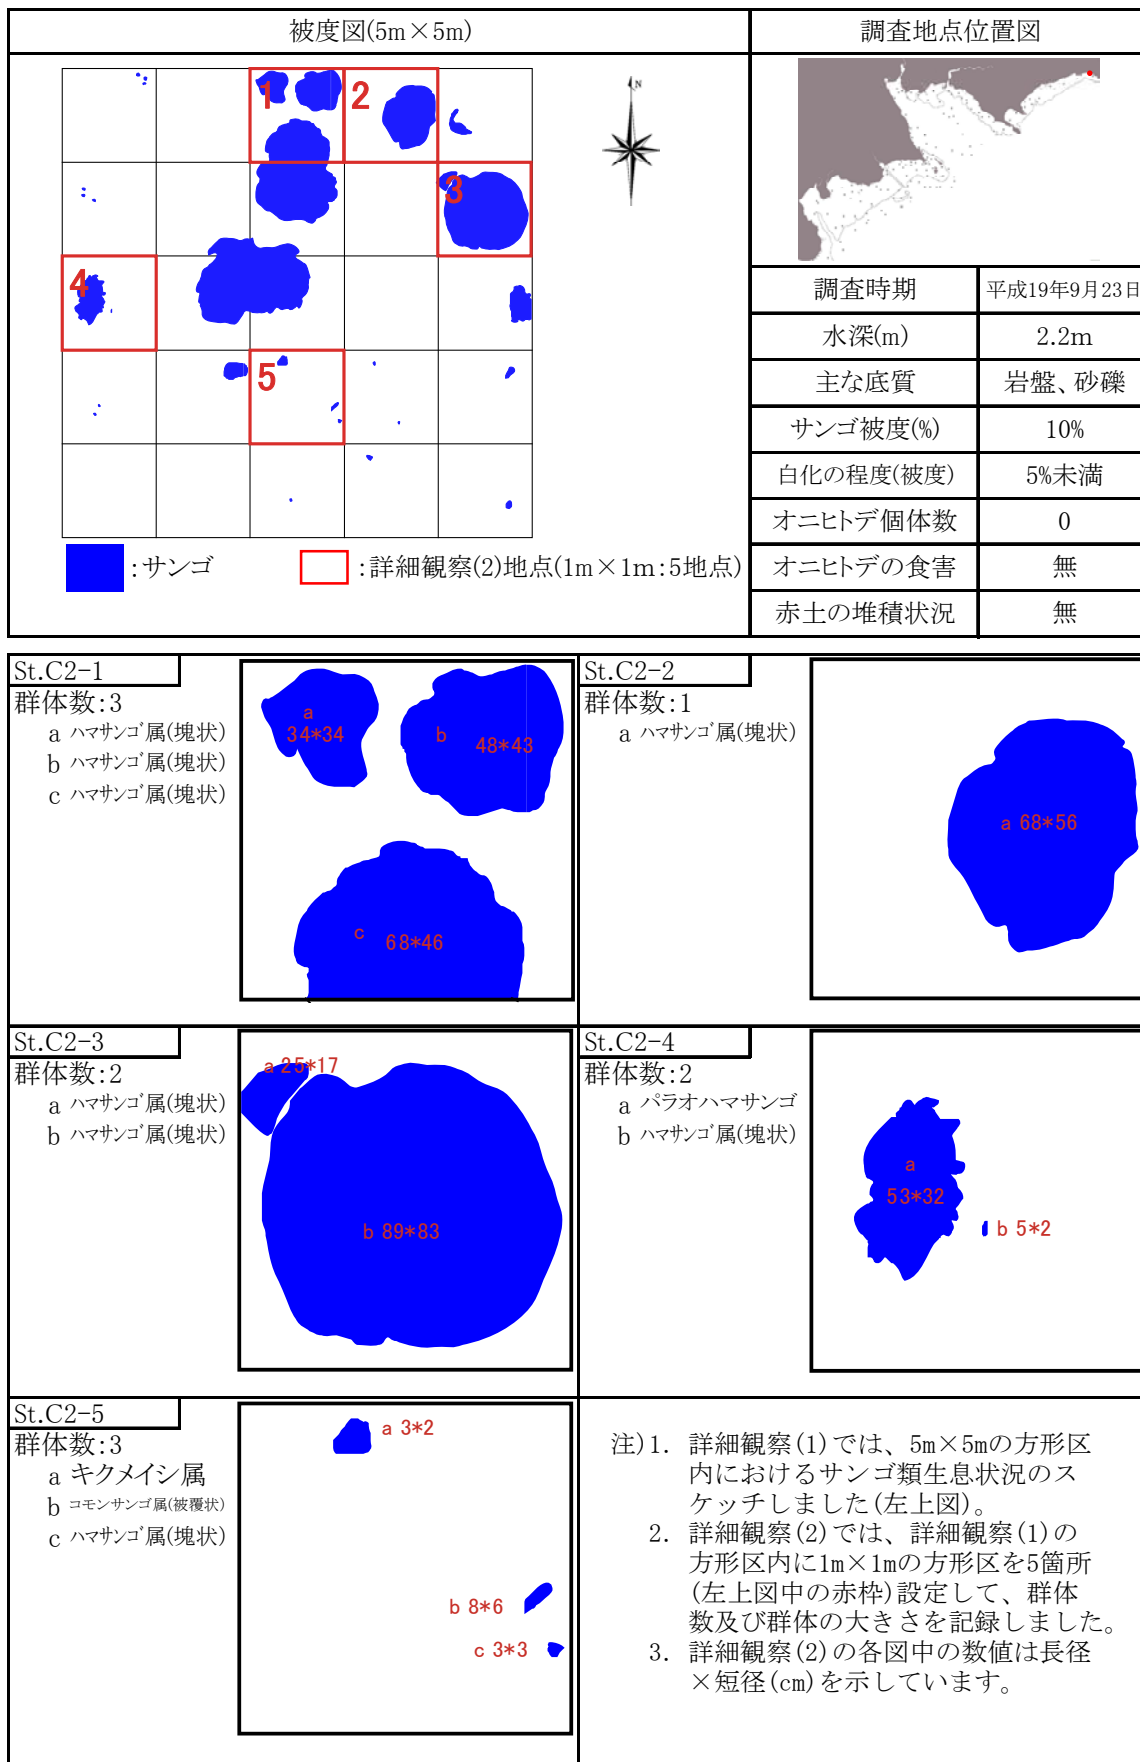 被度図(5m×5m)
調査地点位置図
1
2
3
4
5
N
:サンゴ
:詳細観察(2)地点(1m×1m:5地点)
調査時期 平成19年9月23日
水深(m) 2.2m
主な底質 岩盤、砂礫
サンゴ被度(%) 10%
白化の程度(被度) 5%未満
オニヒトデ個体数 0
オニヒトデの食害 無
赤土の堆積状況 無
St.C2-1
群体数:3
a ハマサンゴ属(塊状)
b ハマサンゴ属(塊状)
c ハマサンゴ属(塊状)
a
34*34
b 48*43
c 68*46
St.C2-2
群体数:1
a ハマサンゴ属(塊状)
a 68*56
St.C2-3
群体数:2
a ハマサンゴ属(塊状)
b ハマサンゴ属(塊状)
a 25*17
b 89*83
St.C2-4
群体数:2
a パラオハマサンゴ
b ハマサンゴ属(塊状)
a
53*32
b 5*2
St.C2-5
群体数:3
a キクメイシ属
b コモンサンゴ属(被覆状)
c ハマサンゴ属(塊状)
a 3*2
b 8*6
c 3*3
注)1. 詳細観察(1)では、5m×5mの方形区
内におけるサンゴ類生息状況のス
ケッチしました(左上図)。
2. 詳細観察(2)では、詳細観察(1)の
方形区内に1m×1mの方形区を5箇所
(左上図中の赤枠)設定して、群体
数及び群体の大きさを記録しました。
3. 詳細観察(2)の各図中の数値は長径
×短径(cm)を示しています。